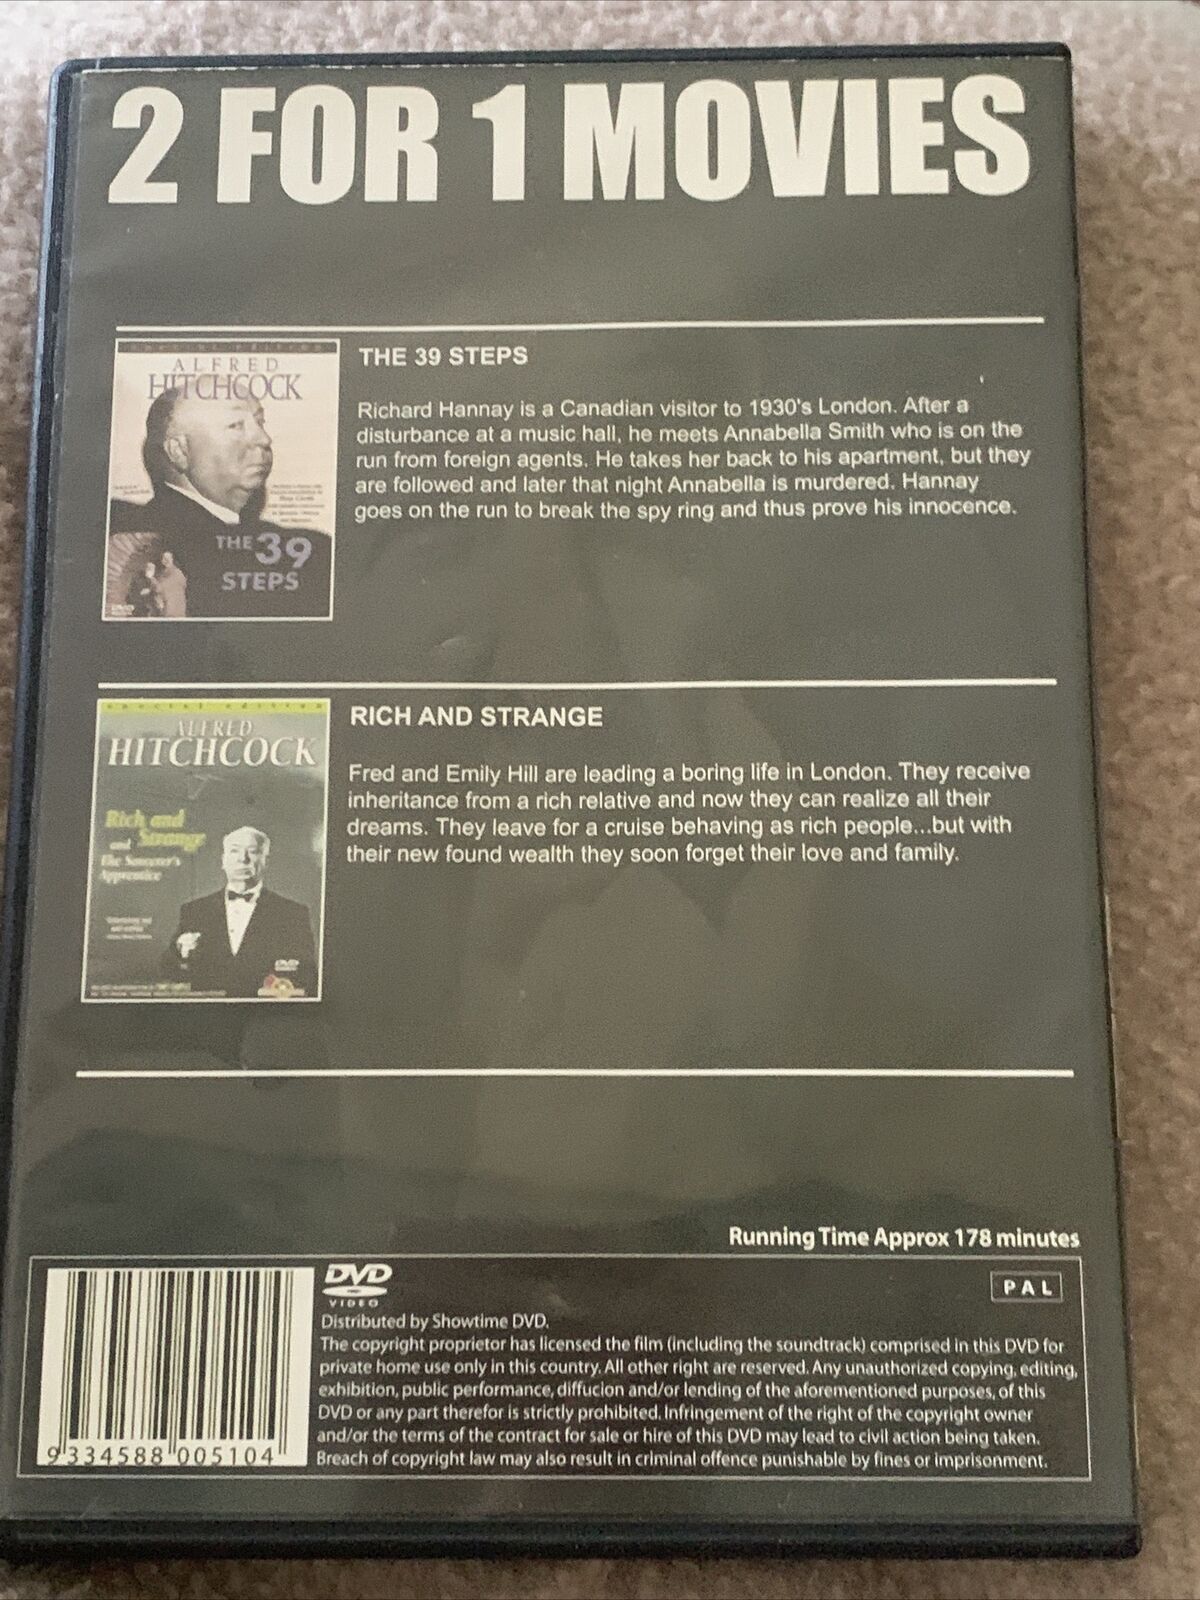 2 FOR 1 MOVIES
special edition
ALFRED
HITCHCOCK
THE 39
STEPS
DVD
THE 39 STEPS
Richard Hannay is a Canadian visitor to 1930's London. After a
disturbance at a music hall, he meets Annabella Smith who is on the
run from foreign agents. He takes her back to his apartment, but they
are followed and later that night Annabella is murdered. Hannay
goes on the run to break the spy ring and thus prove his innocence.
special edition
ALFRED
HITCHCOCK
Rich and
Strange
and
The Sorcerer's
Apprentice
DVD
RICH AND STRANGE
Fred and Emily Hill are leading a boring life in London. They receive
inheritance from a rich relative and now they can realize all their
dreams. They leave for a cruise behaving as rich people...but with
their new found wealth they soon forget their love and family.
Running Time Approx 178 minutes
DVD
VIDEO
PAL
Distributed by Showtime DVD.
The copyright proprietor has licensed the film (including the soundtrack) comprised in this DVD for
private home use only in this country. All other right are reserved. Any unauthorized copying, editing,
exhibition, public performance, diffucion and/or lending of the aforementioned purposes, of this
DVD or any part therefor is strictly prohibited. Infringement of the right of the copyright owner
and/or the terms of the contract for sale or hire of this DVD may lead to civil action being taken.
Breach of copyright law may also result in criminal offence punishable by fines or imprisonment.
9 334588 005104